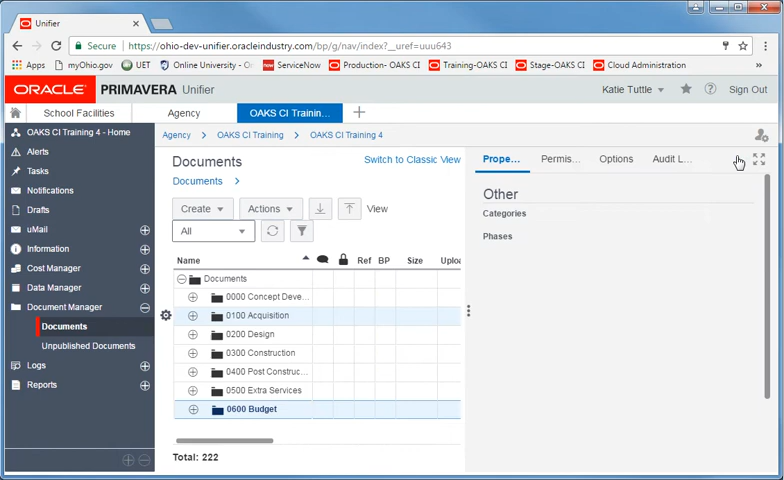 Unifier
Secure https://ohio-dev-unifier.oracleindustry.com/bp/g/nav/index?__uref=uuu643
Apps myOhio.gov UET Online University - Or ServiceNow Production- OAKS CI Training-OAKS CI Stage-OAKS CI Cloud Administration »
ORACLE PRIMAVERA Unifier Katie Tuttle Sign Out
School Facilities Agency OAKS CI Trainin...
OAKS CI Training 4 - Home
Alerts
Tasks
Notifications
Drafts
uMail
Information
Cost Manager
Data Manager
Document Manager
Documents
Unpublished Documents
Logs
Reports
Agency > OAKS CI Training > OAKS CI Training 4
Documents Switch to Classic View
Documents >
Create Actions View
All
Name Ref BP Size Uploa
Documents
0000 Concept Deve...
0100 Acquisition
0200 Design
0300 Construction
0400 Post Construc...
0500 Extra Services
0600 Budget
Total: 222
Prope... Permis... Options Audit L...
Other
Categories
Phases